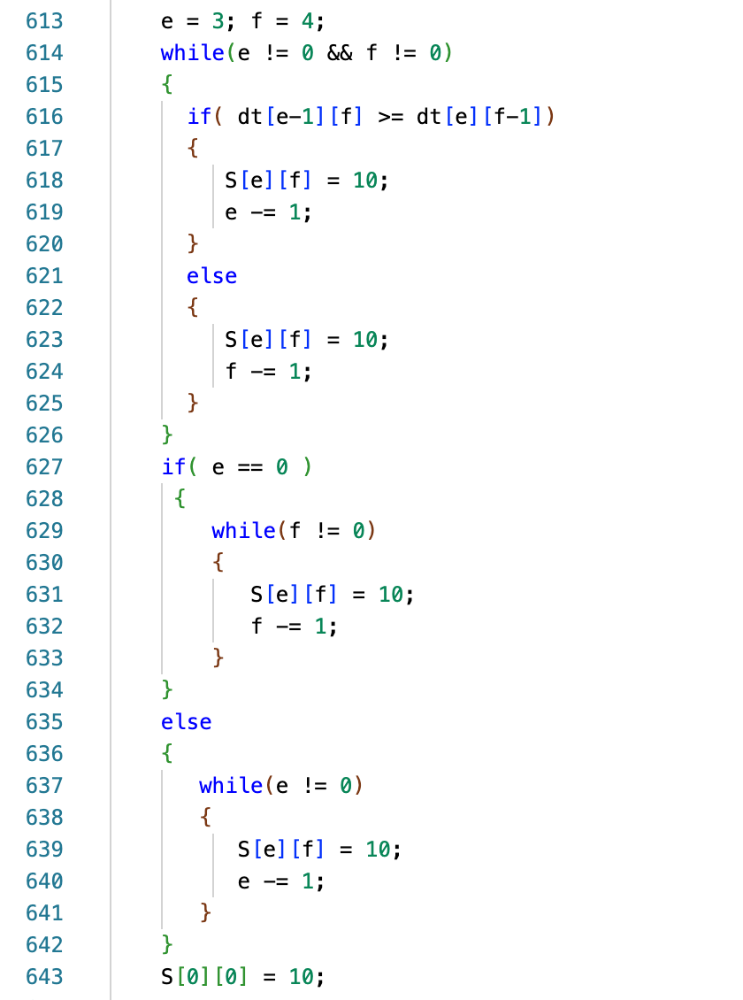 613 e = 3; f = 4;
614 while(e != 0 && f != 0)
615 {
616 if( dt[e-1][f] >= dt[e][f-1])
617 {
618 S[e][f] = 10;
619 e -= 1;
620 }
621 else
622 {
623 S[e][f] = 10;
624 f -= 1;
625 }
626 }
627 if( e == 0 )
628 {
629 while(f != 0)
630 {
631 S[e][f] = 10;
632 f -= 1;
633 }
634 }
635 else
636 {
637 while(e != 0)
638 {
639 S[e][f] = 10;
640 e -= 1;
641 }
642 }
643 S[0][0] = 10;